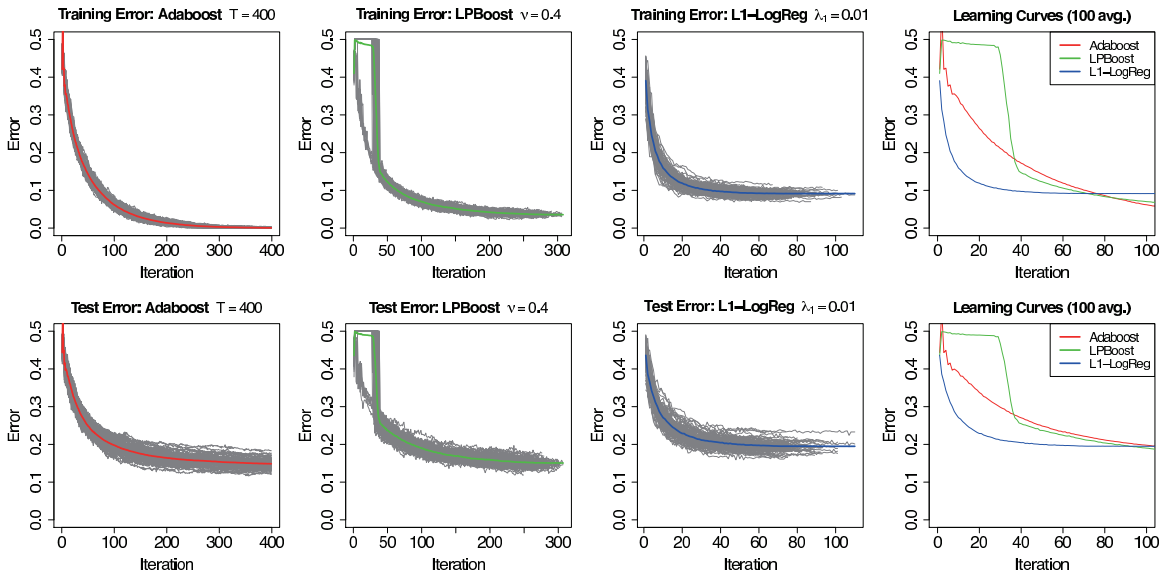 Training Error: Adaboost T = 400
Training Error: LPBoost ν = 0.4
Training Error: L1−LogReg λ1 = 0.01
Learning Curves (100 avg.)
Error
0.0 0.1 0.2 0.3 0.4 0.5
0 100 200 300 400
Iteration
Error
0.0 0.1 0.2 0.3 0.4 0.5
0 50 100 200 300
Iteration
Error
0.0 0.1 0.2 0.3 0.4 0.5
0 20 40 60 80 100
Iteration
Error
0.0 0.1 0.2 0.3 0.4 0.5
Adaboost
LPBoost
L1−LogReg
0 20 40 60 80 100
Iteration
Test Error: Adaboost T = 400
Test Error: LPBoost ν = 0.4
Test Error: L1−LogReg λ1 = 0.01
Learning Curves (100 avg.)
Error
0.0 0.1 0.2 0.3 0.4 0.5
0 100 200 300 400
Iteration
Error
0.0 0.1 0.2 0.3 0.4 0.5
0 50 100 200 300
Iteration
Error
0.0 0.1 0.2 0.3 0.4 0.5
0 20 40 60 80 100
Iteration
Error
0.0 0.1 0.2 0.3 0.4 0.5
Adaboost
LPBoost
L1−LogReg
0 20 40 60 80 100
Iteration